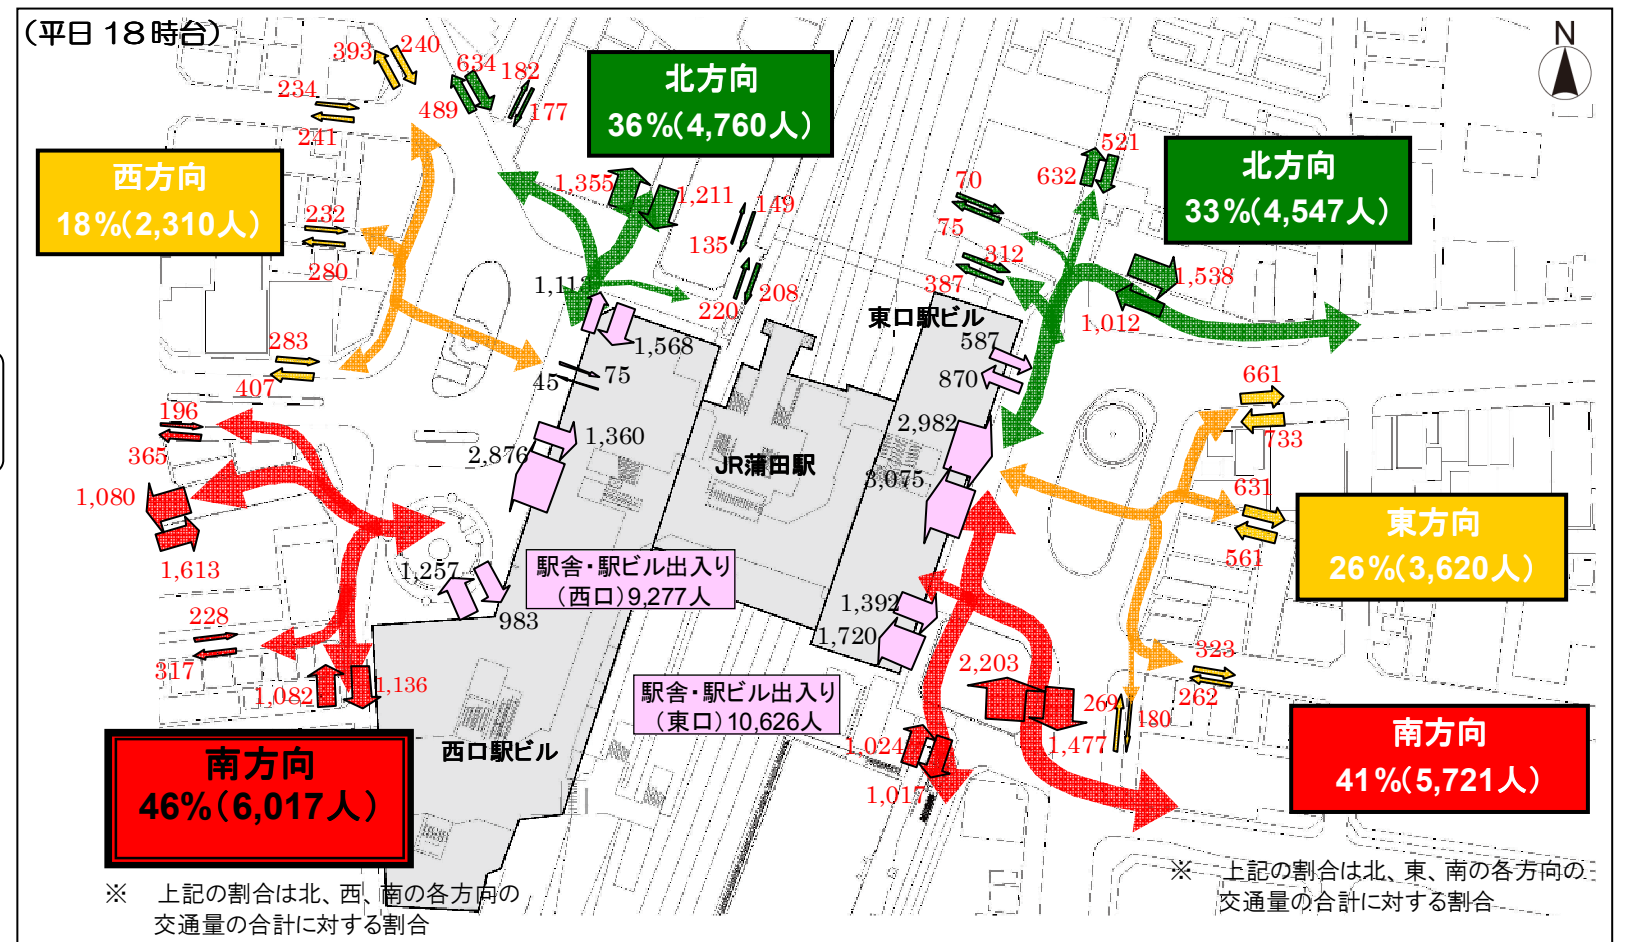 (平日 18時台)
N
393
240
634
182
234
489
177
241
北方向
36%(4,760人)
521
632
北方向
33%(4,547人)
西方向
18%(2,310人)
1,355
1,211
149
70
232
135
75
280
312
1,538
208
387
220
1,012
東口駅ビル
283
1,568
587
45
75
870
407
661
196
1,360
2,982
733
365
2,876
JR蒲田駅
3,075
1,080
631
東方向
26%(3,620人)
561
1,613
1,257
駅舎・駅ビル出入り
(西口)9,277人
1,392
228
983
1,720
317
2,203
323
1,082
1,136
駅舎・駅ビル出入り
(東口)10,626人
262
269
180
1,477
南方向
46%(6,017人)
西口駅ビル
1,024
1,017
南方向
41%(5,721人)
※ 上記の割合は北、西、南の各方向の
交通量の合計に対する割合
※ 上記の割合は北、東、南の各方向の
交通量の合計に対する割合